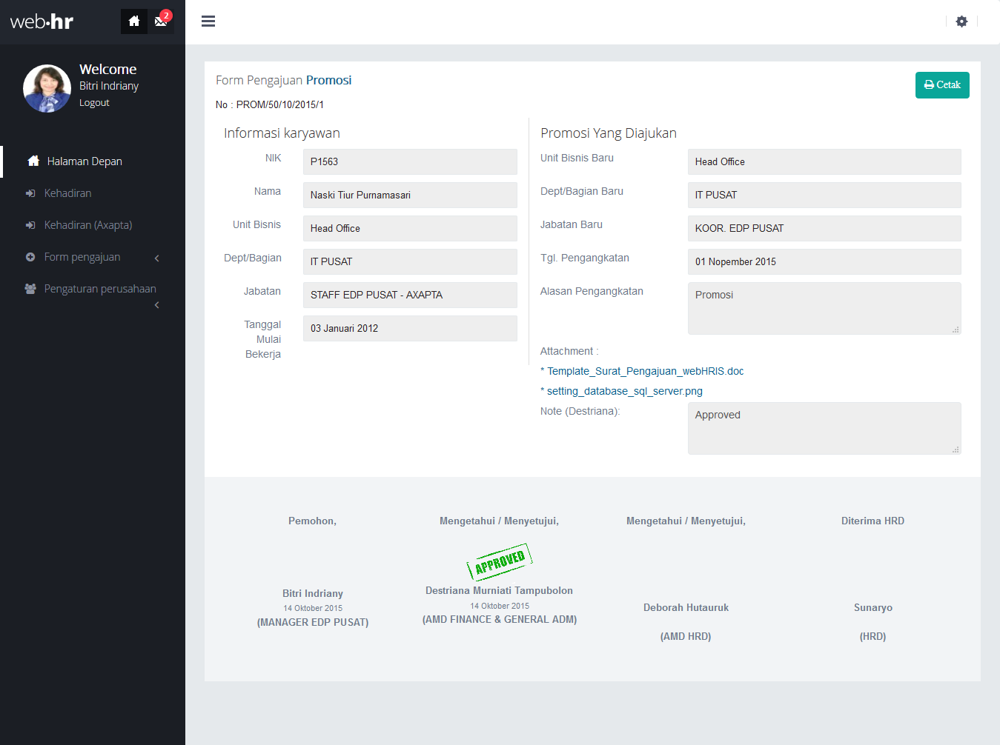 web·hr
2
Welcome
Bitri Indriany
Logout
Halaman Depan
Kehadiran
Kehadiran (Axapta)
Form pengajuan
Pengaturan perusahaan
Form Pengajuan Promosi
Cetak
No : PROM/50/10/2015/1
Informasi karyawan
NIK
P1563
Nama
Naski Tiur Purnamasari
Unit Bisnis
Head Office
Dept/Bagian
IT PUSAT
Jabatan
STAFF EDP PUSAT - AXAPTA
Tanggal
Mulai
Bekerja
03 Januari 2012
Promosi Yang Diajukan
Unit Bisnis Baru
Head Office
Dept/Bagian Baru
IT PUSAT
Jabatan Baru
KOOR. EDP PUSAT
Tgl. Pengangkatan
01 Nopember 2015
Alasan Pengangkatan
Promosi
Attachment :
* Template_Surat_Pengajuan_webHRIS.doc
* setting_database_sql_server.png
Note (Destriana):
Approved
Pemohon,
Bitri Indriany
14 Oktober 2015
(MANAGER EDP PUSAT)
Mengetahui / Menyetujui,
APPROVED
Destriana Murniati Tampubolon
14 Oktober 2015
(AMD FINANCE & GENERAL ADM)
Mengetahui / Menyetujui,
Deborah Hutauruk
(AMD HRD)
Diterima HRD
Sunaryo
(HRD)